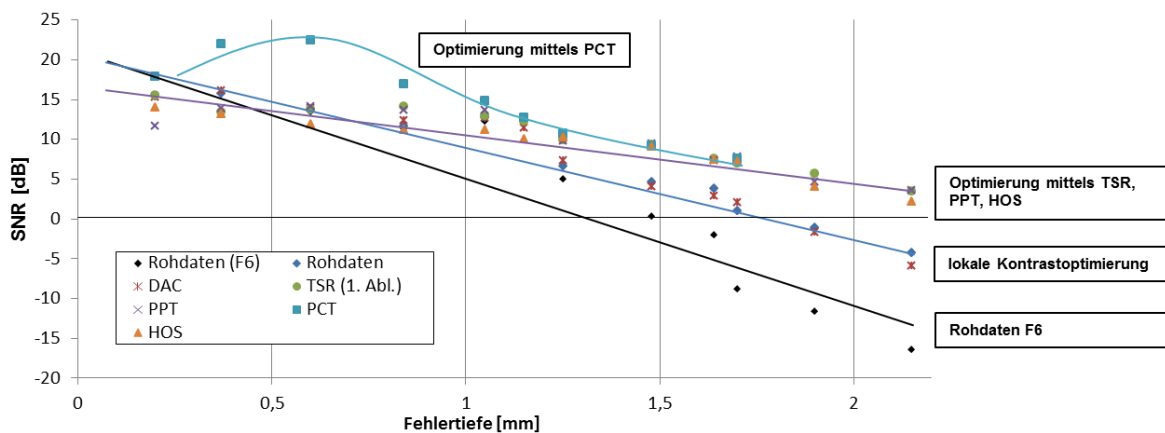 25
20
15
10
5
0
-5
-10
-15
-20
SNR [dB]
Optimierung mittels PCT
Optimierung mittels TSR,
PPT, HOS
lokale Kontrastoptimierung
Rohdaten F6
Rohdaten (F6)
Rohdaten
DAC
TSR (1. Abl.)
PPT
PCT
HOS
0
0,5
1
1,5
2
Fehlertiefe [mm]